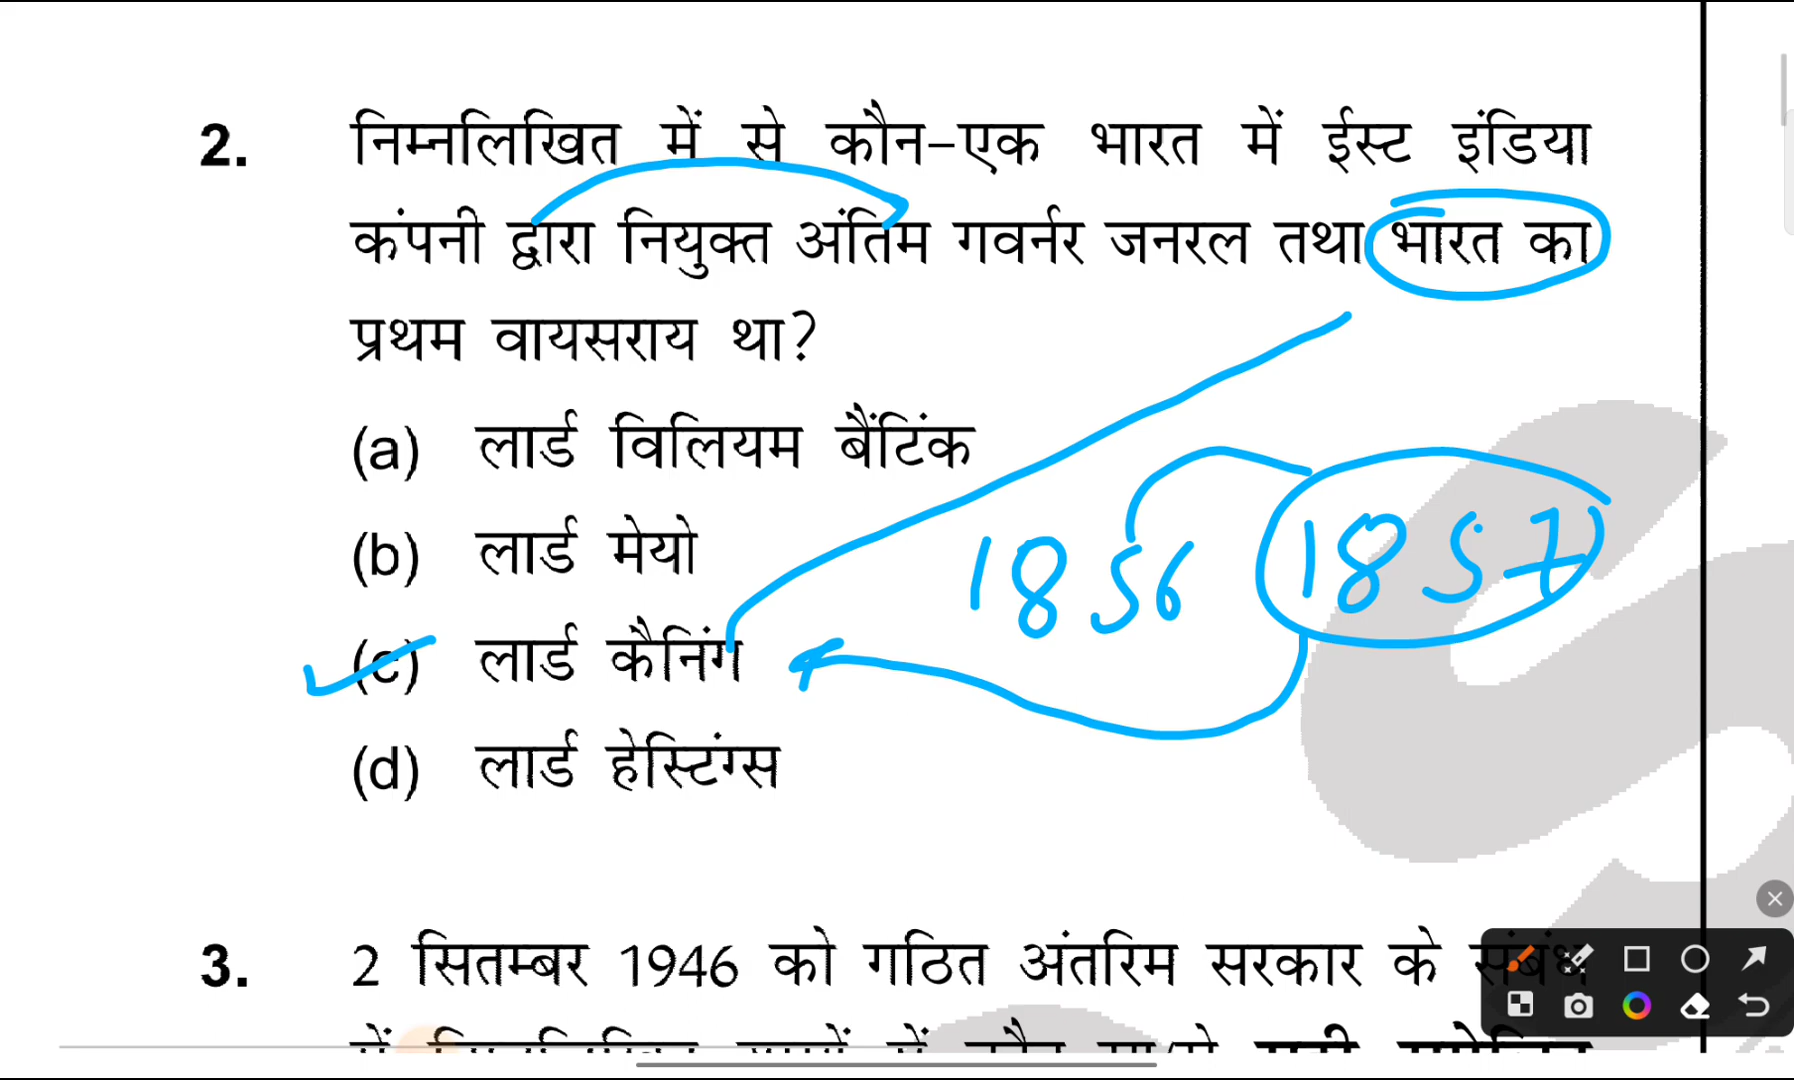 2. निम्नलिखित में से कौन-एक भारत में ईस्ट इंडिया
कंपनी द्वारा नियुक्त अंतिम गवर्नर जनरल तथा भारत का
प्रथम वायसराय था?
(a) लार्ड विलियम बैंटिंक
(b) लार्ड मेयो
1856 1857
(c) लार्ड कैनिंग
(d) लार्ड हेस्टिंग्स
3. 2 सितम्बर 1946 को गठित अंतरिम सरकार के संबंध